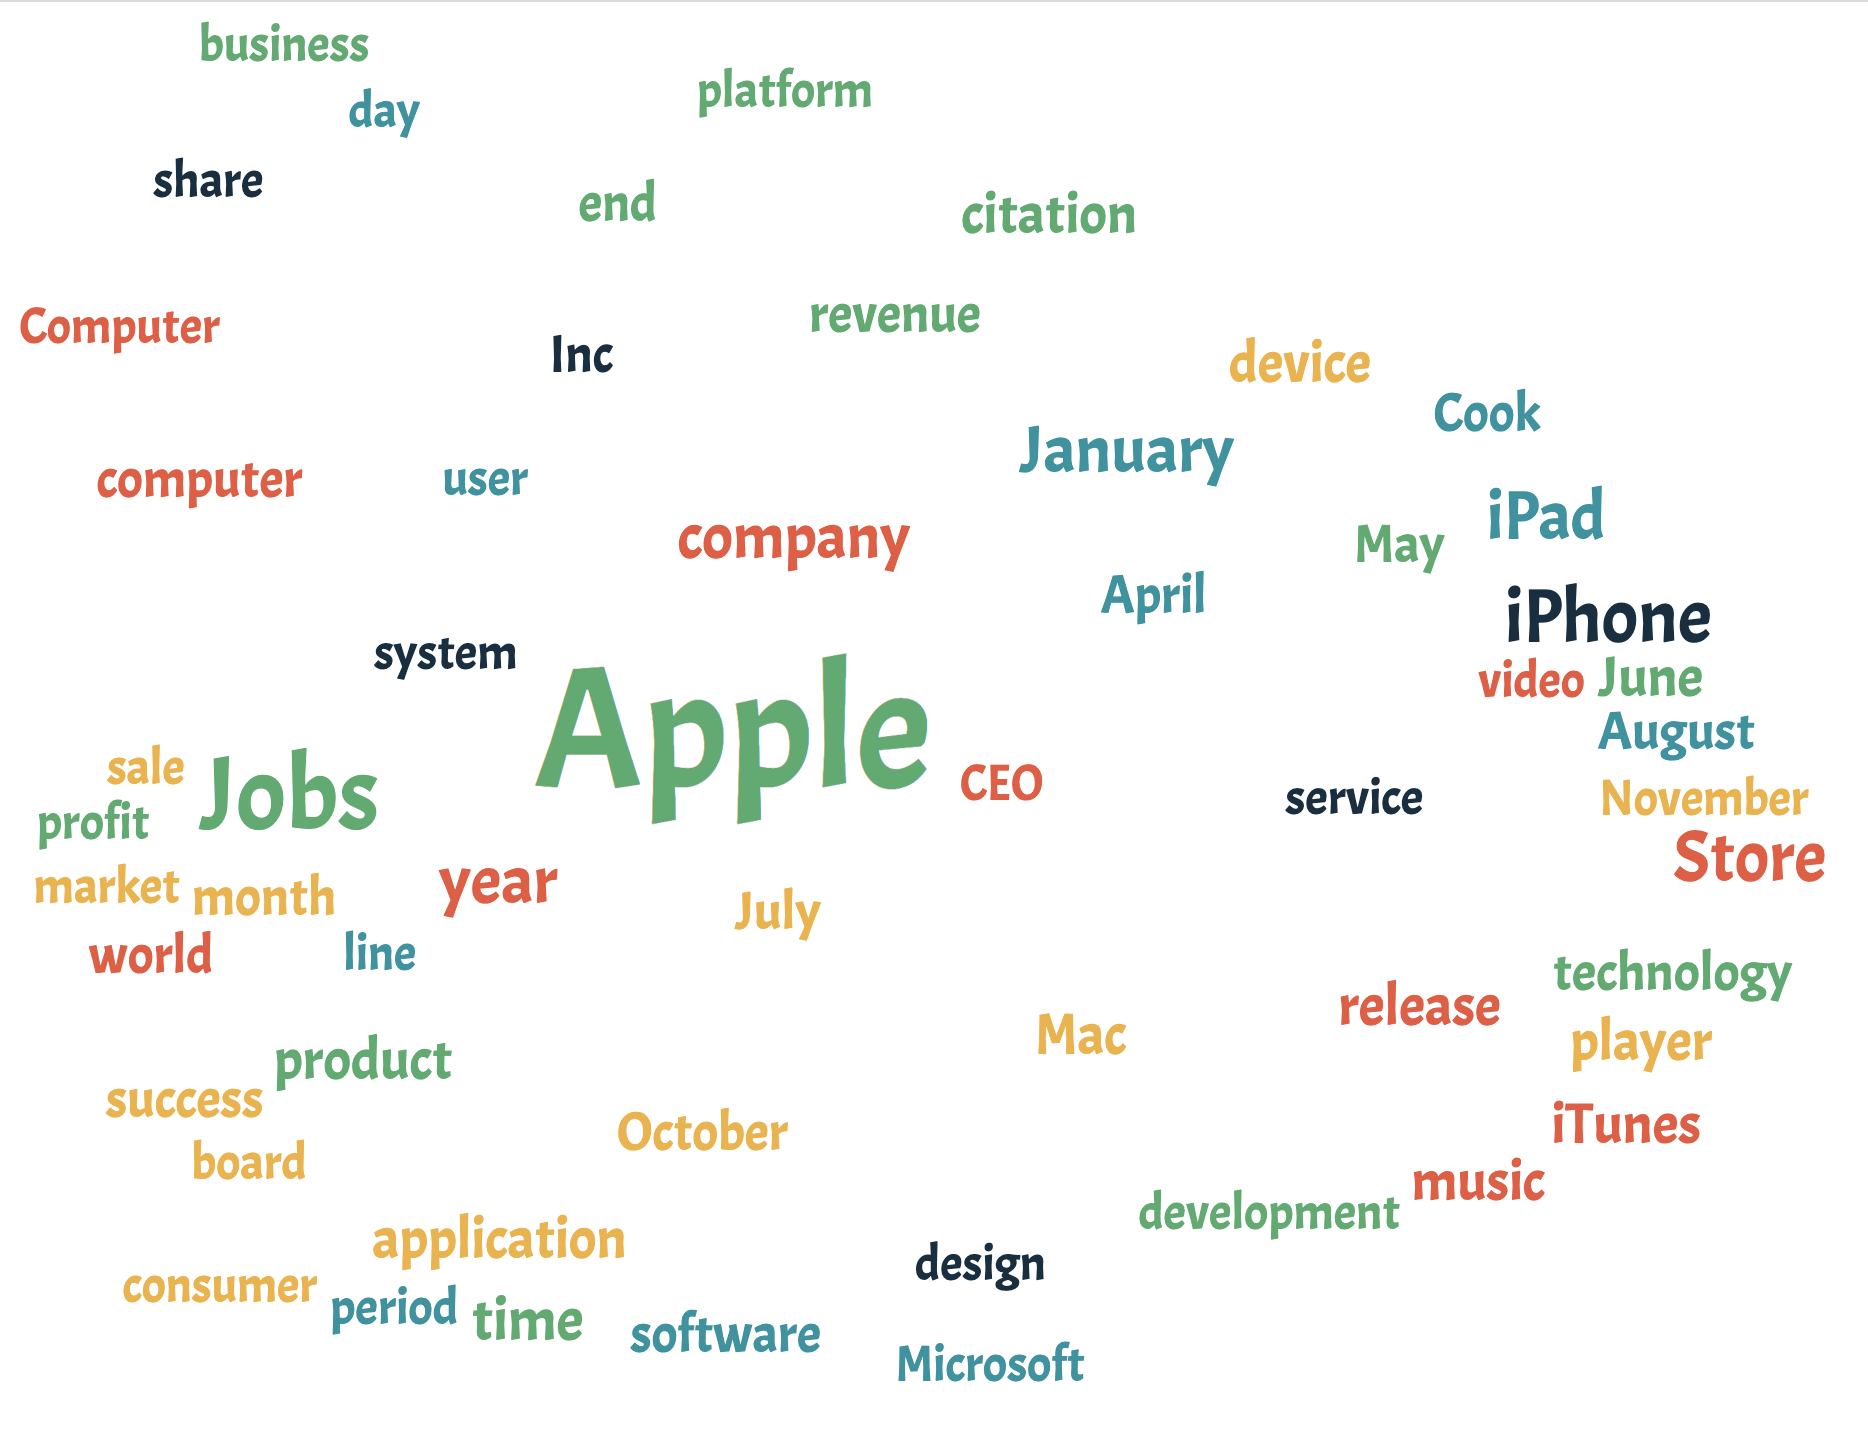 business
platform
day
share
end
citation
revenue
Computer
Inc
device
Cook
January
computer
user
iPad
company
May
April
iPhone
system
video
June
August
Apple
sale
Jobs
CEO
service
November
profit
Store
market
month
year
July
world
line
technology
release
Mac
player
product
success
October
iTunes
board
music
development
application
design
consumer
period
time
software
Microsoft